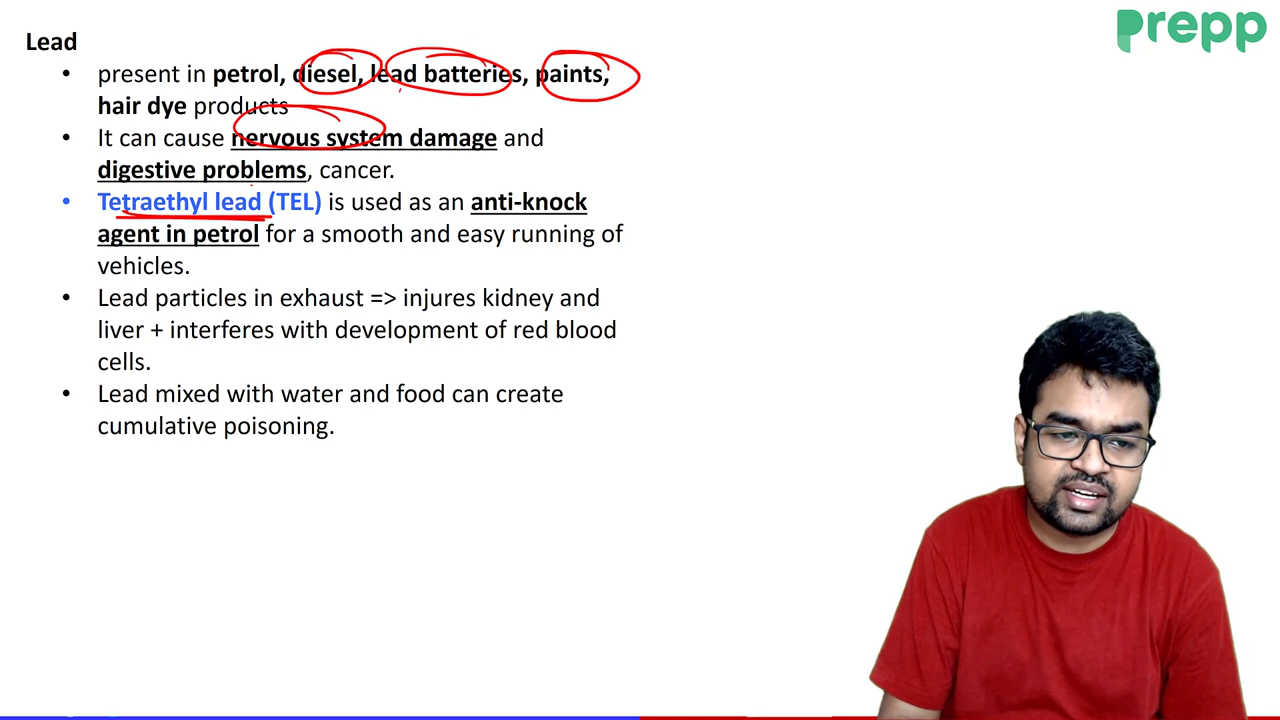 Prepp
Lead
• present in petrol, diesel, lead batteries, paints,
hair dye products
• It can cause nervous system damage and
digestive problems, cancer.
• Tetraethyl lead (TEL) is used as an anti-knock
agent in petrol for a smooth and easy running of
vehicles.
• Lead particles in exhaust => injures kidney and
liver + interferes with development of red blood
cells.
• Lead mixed with water and food can create
cumulative poisoning.